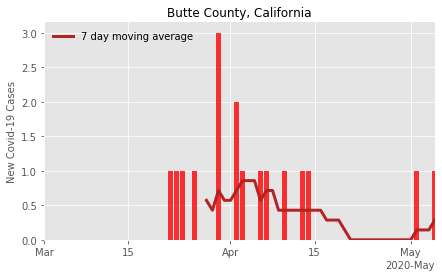 Butte County, California
7 day moving average
New Covid-19 Cases
3.0
2.5
2.0
1.5
1.0
0.5
0.0
Mar 15 Apr 15 May
2020-May